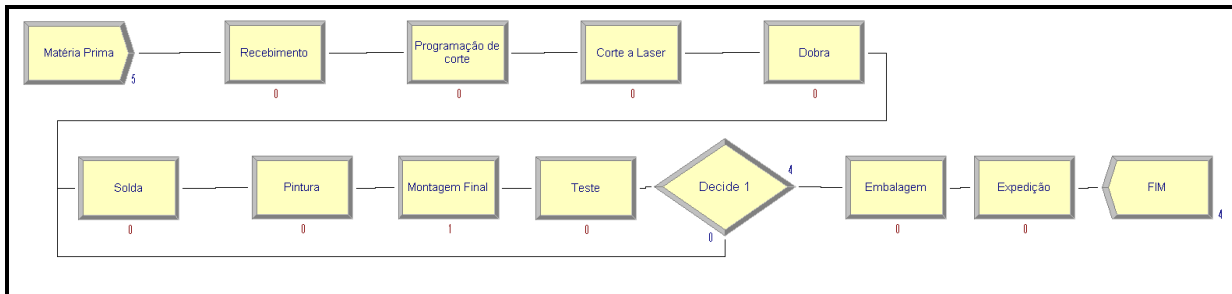 Matéria Prima
5
Recebimento
0
Programação de
corte
0
Corte a Laser
0
Dobra
0
Solda
0
Pintura
0
Montagem Final
1
Teste
0
Decide 1
4
0
Embalagem
0
Expedição
0
FIM
4